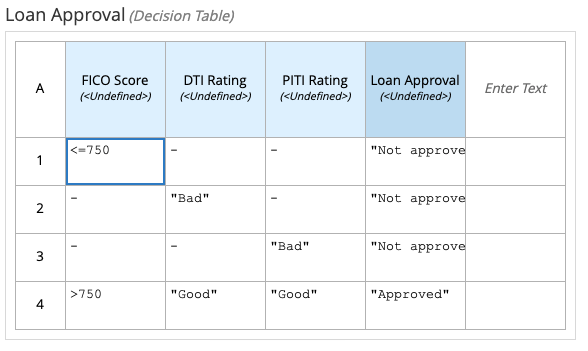 Loan Approval (Decision Table)
A FICO Score (<Undefined>) DTI Rating (<Undefined>) PITI Rating (<Undefined>) Loan Approval (<Undefined>) Enter Text
1 <=750 – – "Not approve
2 – "Bad" – "Not approve
3 – – "Bad" "Not approve
4 >750 "Good" "Good" "Approved"